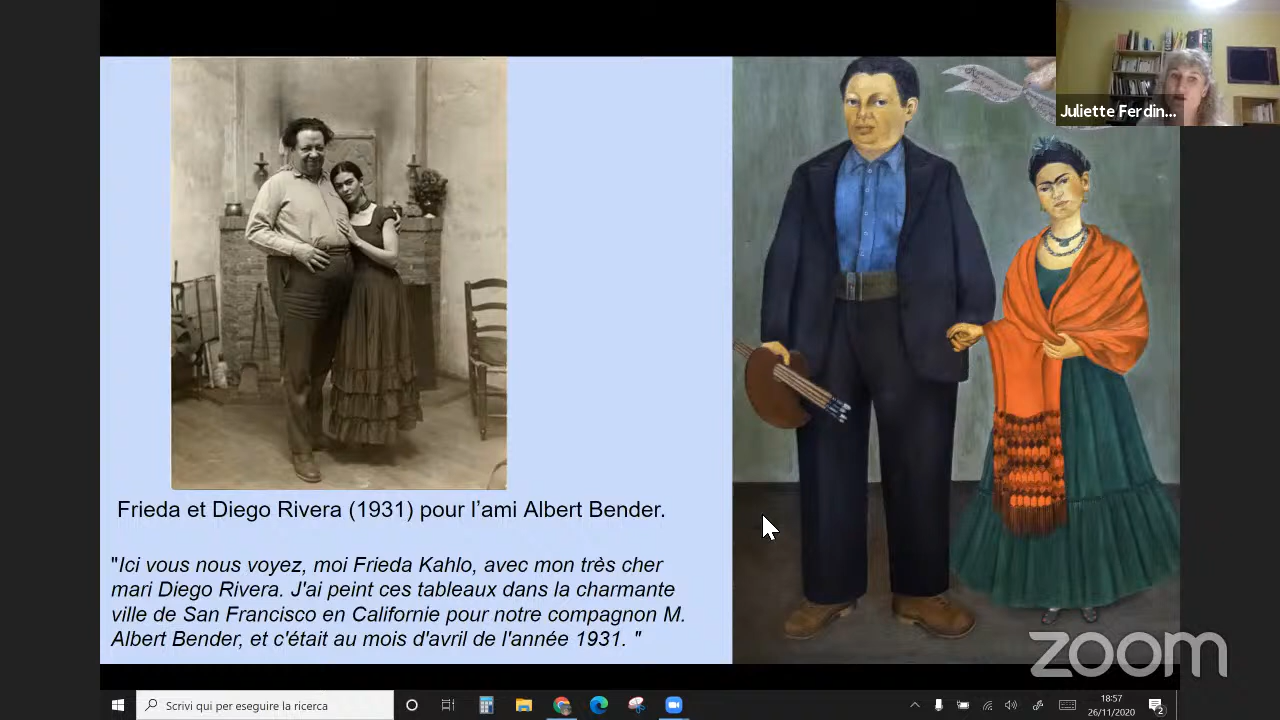 Juliette Ferdin...
Frieda et Diego Rivera (1931) pour l’ami Albert Bender.
"Ici vous nous voyez, moi Frieda Kahlo, avec mon très cher
mari Diego Rivera. J'ai peint ces tableaux dans la charmante
ville de San Francisco en Californie pour notre compagnon M.
Albert Bender, et c'était au mois d'avril de l'année 1931. "
zoom
Scrivi qui per eseguire la ricerca
18:57
26/11/2020
2